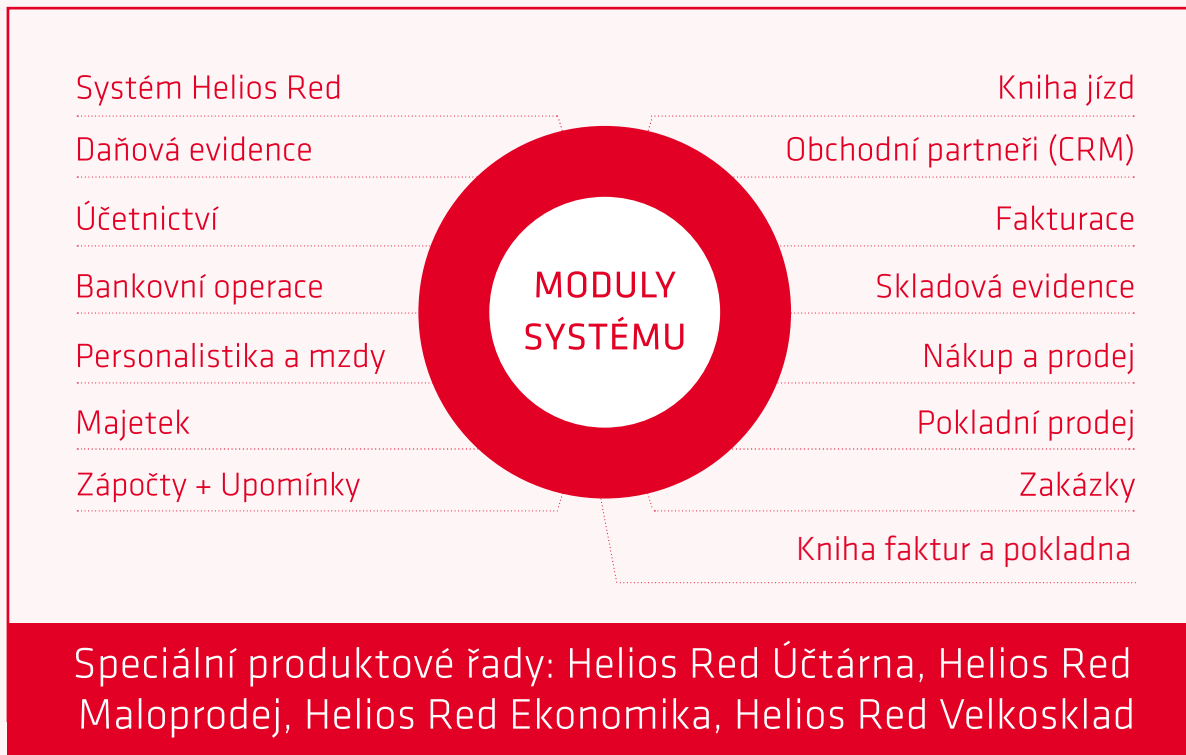 Systém Helios Red
Daňová evidence
Účetnictví
Bankovní operace
Personalistika a mzdy
Majetek
Zápočty + Upomínky
MODULY
SYSTÉMU
Kniha jízd
Obchodní partneři (CRM)
Fakturace
Skladová evidence
Nákup a prodej
Pokladní prodej
Zakázky
Kniha faktur a pokladna
Speciální produktové řady: Helios Red Účtárna, Helios Red
Maloprodej, Helios Red Ekonomika, Helios Red Velkosklad